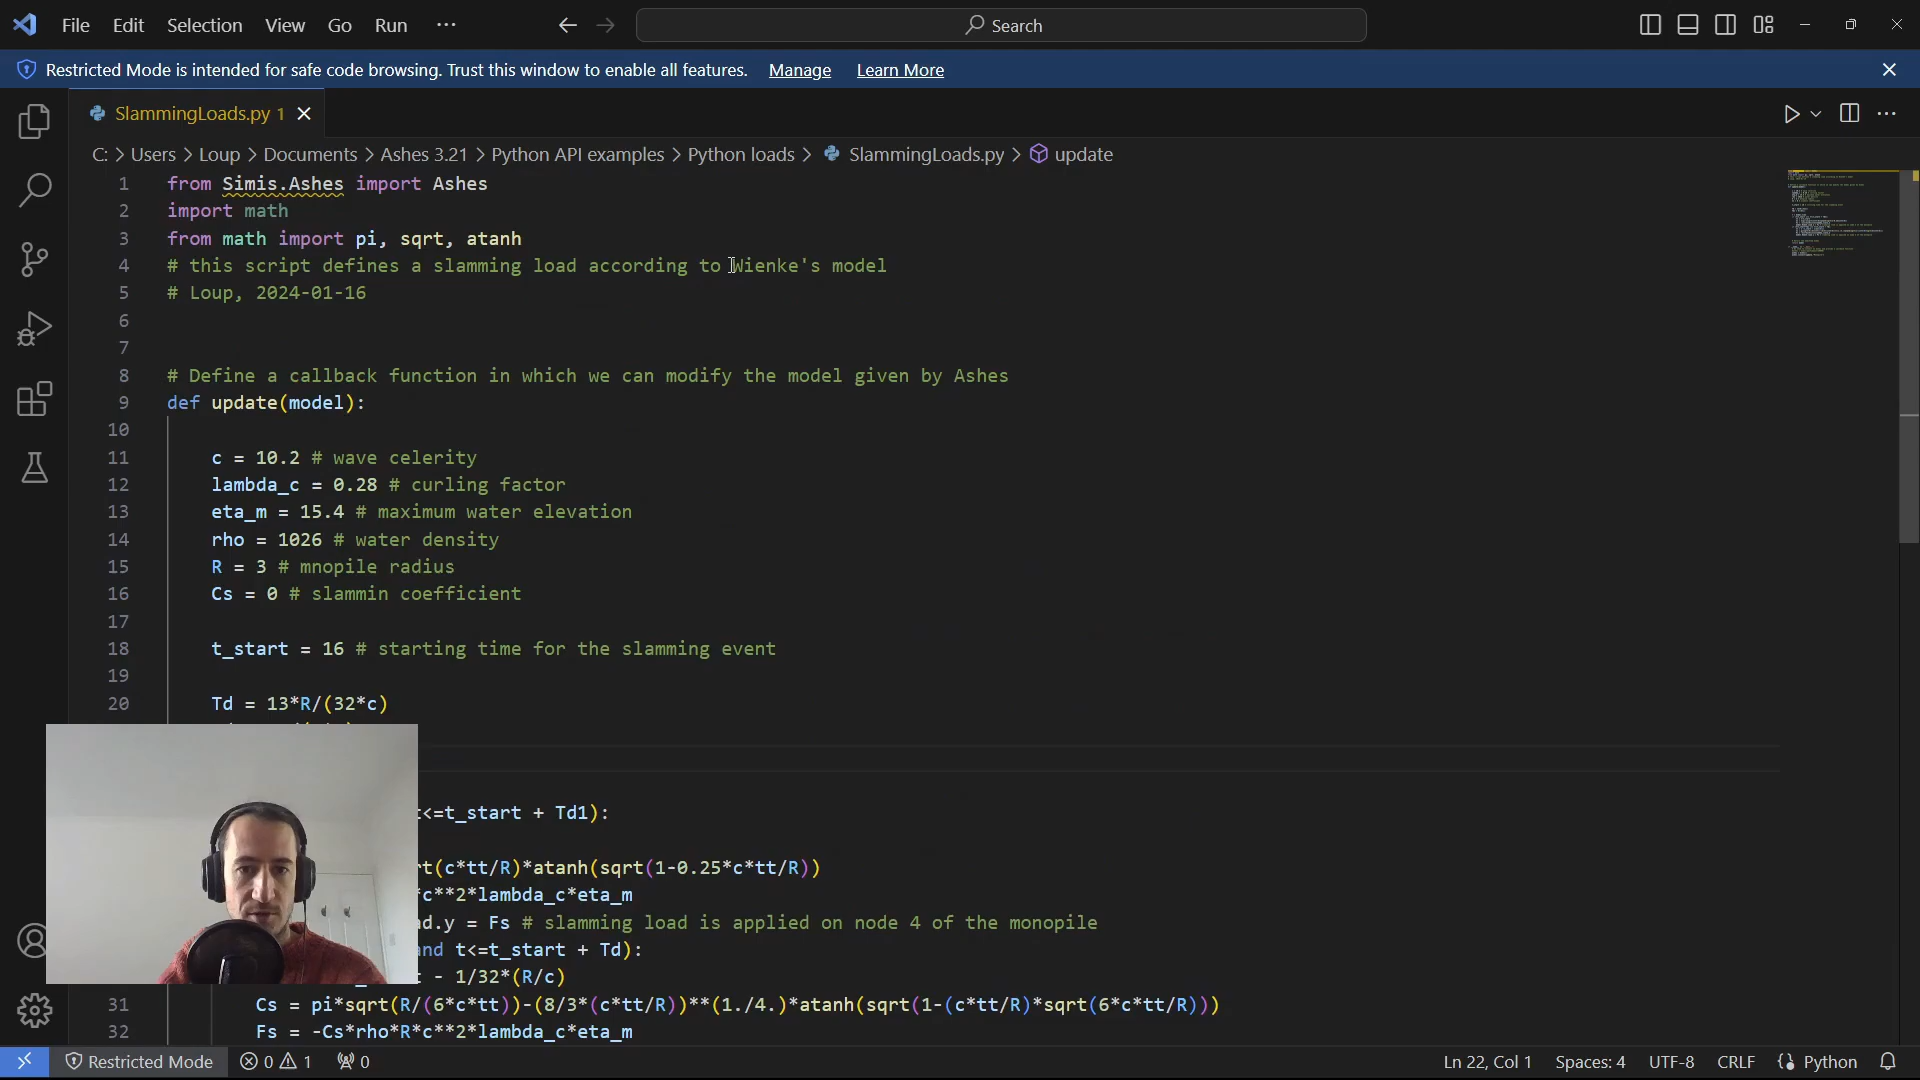 File Edit Selection View Go Run ··· Search
Restricted Mode is intended for safe code browsing. Trust this window to enable all features. Manage Learn More
SlammingLoads.py 1
C: > Users > Loup > Documents > Ashes 3.21 > Python API examples > Python loads > SlammingLoads.py > update
1 from Simis.Ashes import Ashes
2 import math
3 from math import pi, sqrt, atanh
4 # this script defines a slamming load according to Wienke's model
5 # Loup, 2024-01-16
6
7
8 # Define a callback function in which we can modify the model given by Ashes
9 def update(model):
10
11 c = 10.2 # wave celerity
12 lambda_c = 0.28 # curling factor
13 eta_m = 15.4 # maximum water elevation
14 rho = 1026 # water density
15 R = 3 # mnopile radius
16 Cs = 0 # slammin coefficient
17
18 t_start = 16 # starting time for the slamming event
19
20 Td = 13*R/(32*c)
t<=t_start + Td1):
rt(c*tt/R)*atanh(sqrt(1-0.25*c*tt/R))
*c**2*lambda_c*eta_m
ad.y = Fs # slamming load is applied on node 4 of the monopile
and t<=t_start + Td):
t - 1/32*(R/c)
31 Cs = pi*sqrt(R/(6*c*tt))-(8/3*(c*tt/R))**(1./4.)*atanh(sqrt(1-(c*tt/R)*sqrt(6*c*tt/R)))
32 Fs = -Cs*rho*R*c**2*lambda_c*eta_m
Restricted Mode 0 1 0 Ln 22, Col 1 Spaces: 4 UTF-8 CRLF Python